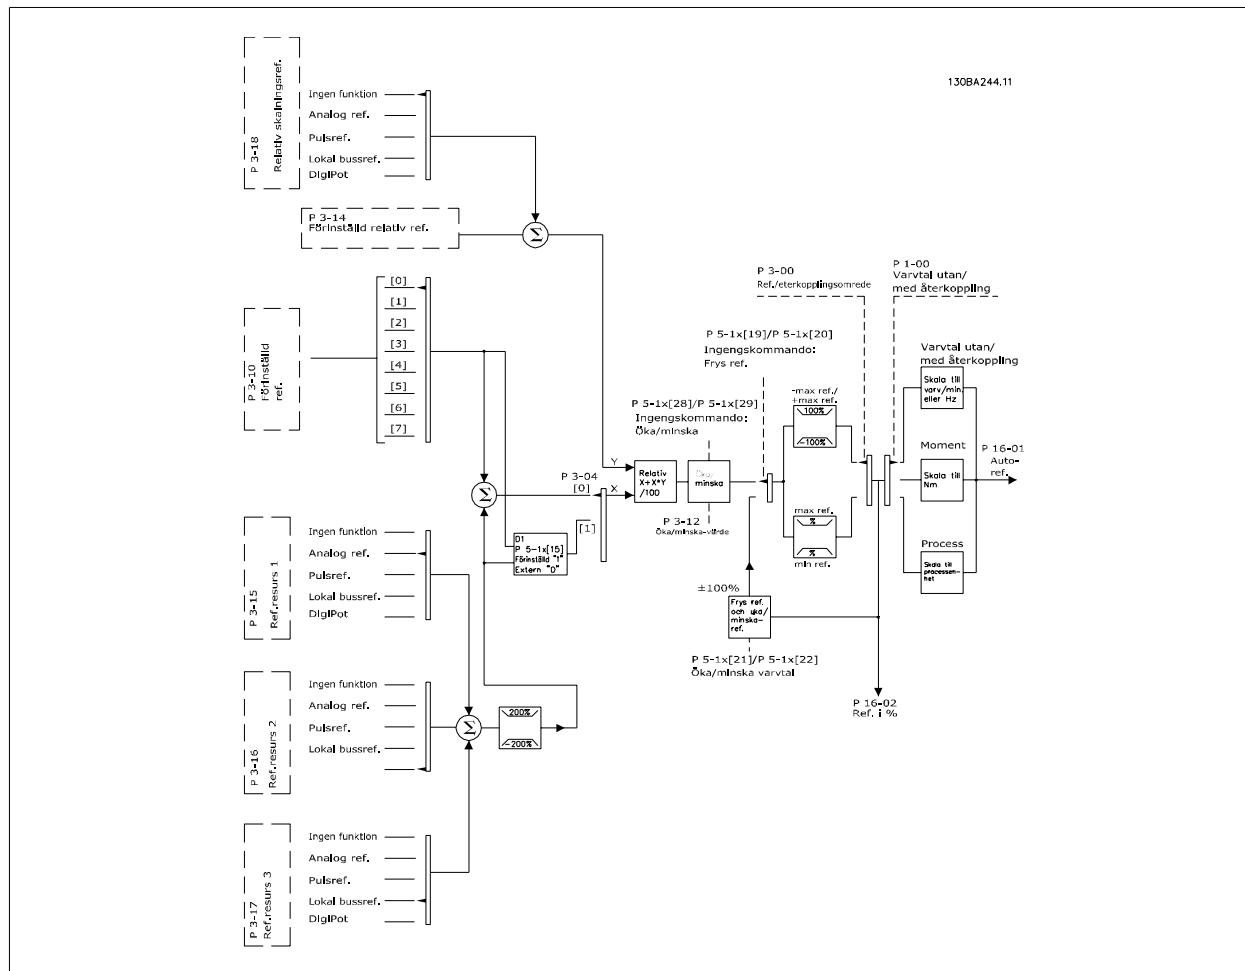 130BA244.11
P 3-18
Relativ skalningsref.
Ingen funktion
Analog ref.
Pulsref.
Lokal bussref.
DigiPot
P 3-14
Förinställd relativ ref.
Σ
P 3-10
Förinställd
ref.
[0]
[1]
[2]
[3]
[4]
[5]
[6]
[7]
Σ
P 3-04
[0]
[1]
Y
X
D1
P 5-1x[15]
Förinställd "1"
Extern "0"
Relativ
X+X*Y
/100
P 5-1x[28]/P 5-1x[29]
Ingengskommando:
Öka/minska
minska
P 3-12
Öka/minska-värde
P 5-1x[19]/P 5-1x[20]
Ingengskommando:
Frys ref.
P 3-00
Ref./eterkopplingsomrede
P 1-00
Varvtal utan/
med återkoppling
-max ref./
+max ref.
100%
-100%
max ref.
%
%
min ref.
Varvtal utan/
med återkoppling
Skala till
varv/min.
eller Hz
Moment
Skala till
Nm
Process
Skala till
processen-
het
P 16-01
Auto-
ref.
±100%
Frys ref.
och uka/
minska-
ref.
P 5-1x[21]/P 5-1x[22]
Öka/minska varvtal
P 16-02
Ref. i %
P 3-15
Ref.resurs 1
Ingen funktion
Analog ref.
Pulsref.
Lokal bussref.
DigiPot
P 3-16
Ref.resurs 2
Ingen funktion
Analog ref.
Pulsref.
Lokal bussref.
Σ
200%
-200%
P 3-17
Ref.resurs 3
Ingen funktion
Analog ref.
Pulsref.
Lokal bussref.
DigiPot